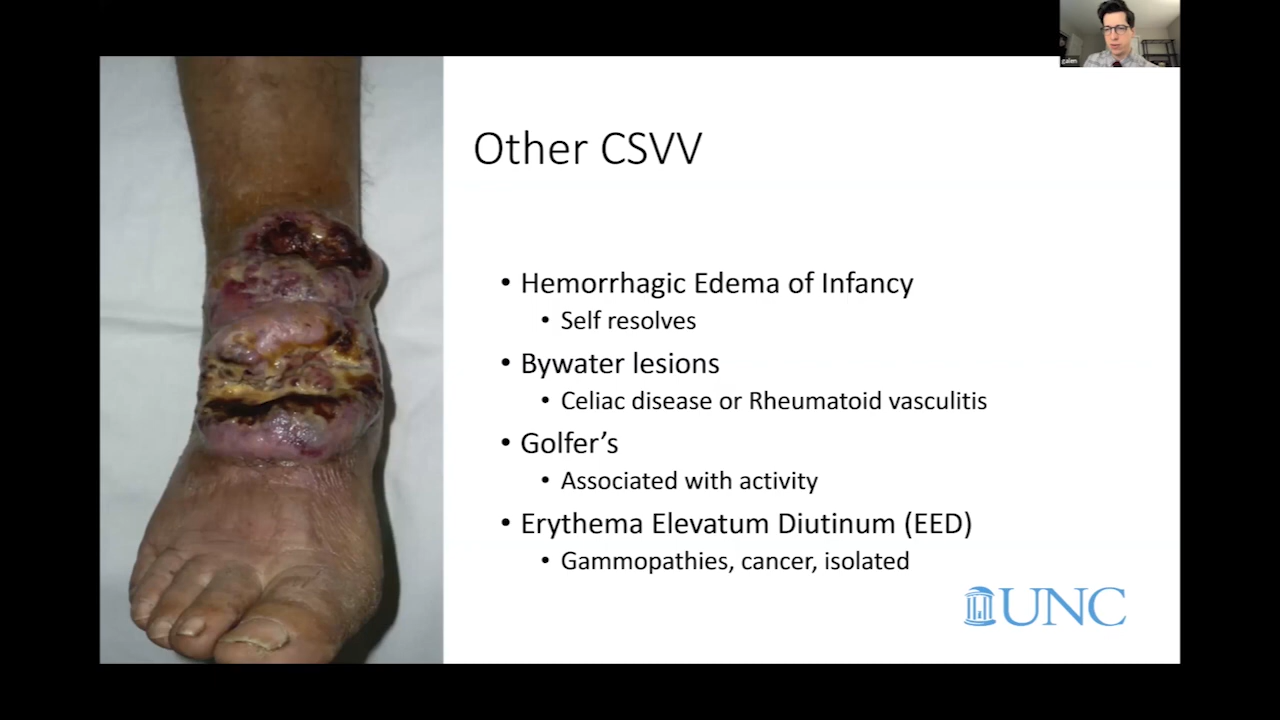 galen
Other CSVV
• Hemorrhagic Edema of Infancy
• Self resolves
• Bywater lesions
• Celiac disease or Rheumatoid vasculitis
• Golfer's
• Associated with activity
• Erythema Elevatum Diutinum (EED)
• Gammopathies, cancer, isolated
UNC